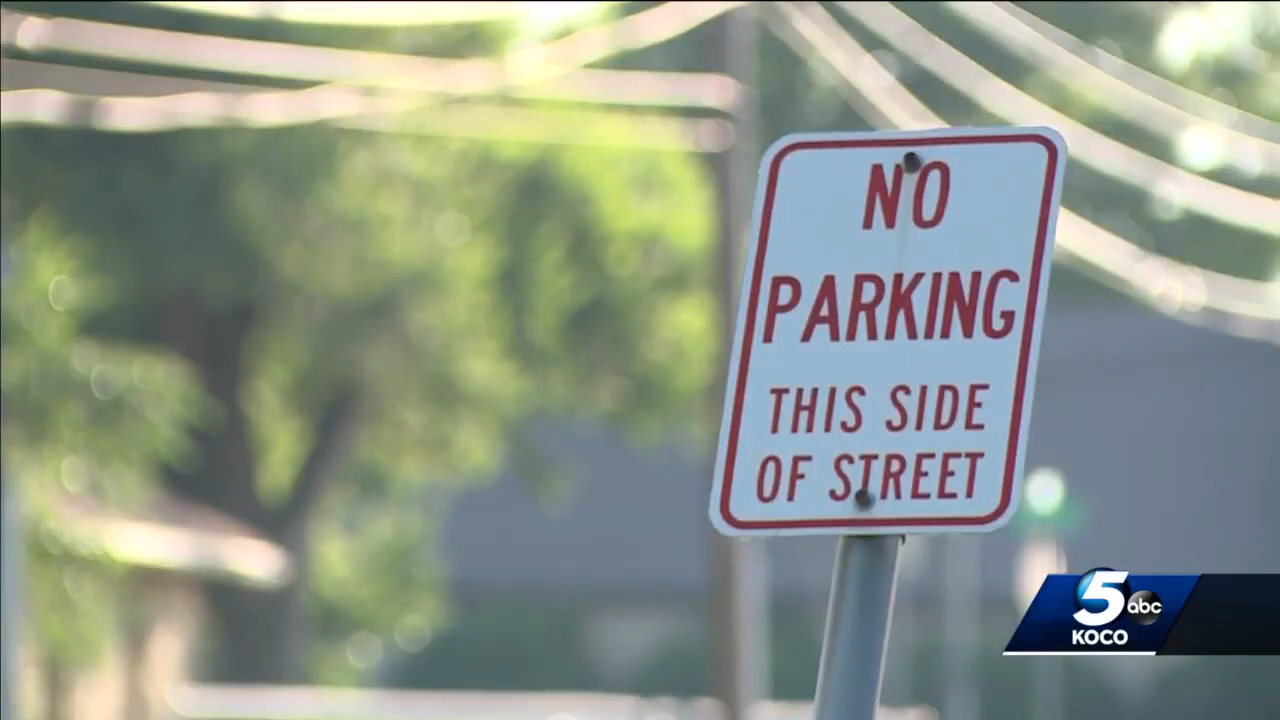 NO
PARKING
THIS SIDE
OF STREET
5 abc
KOCO